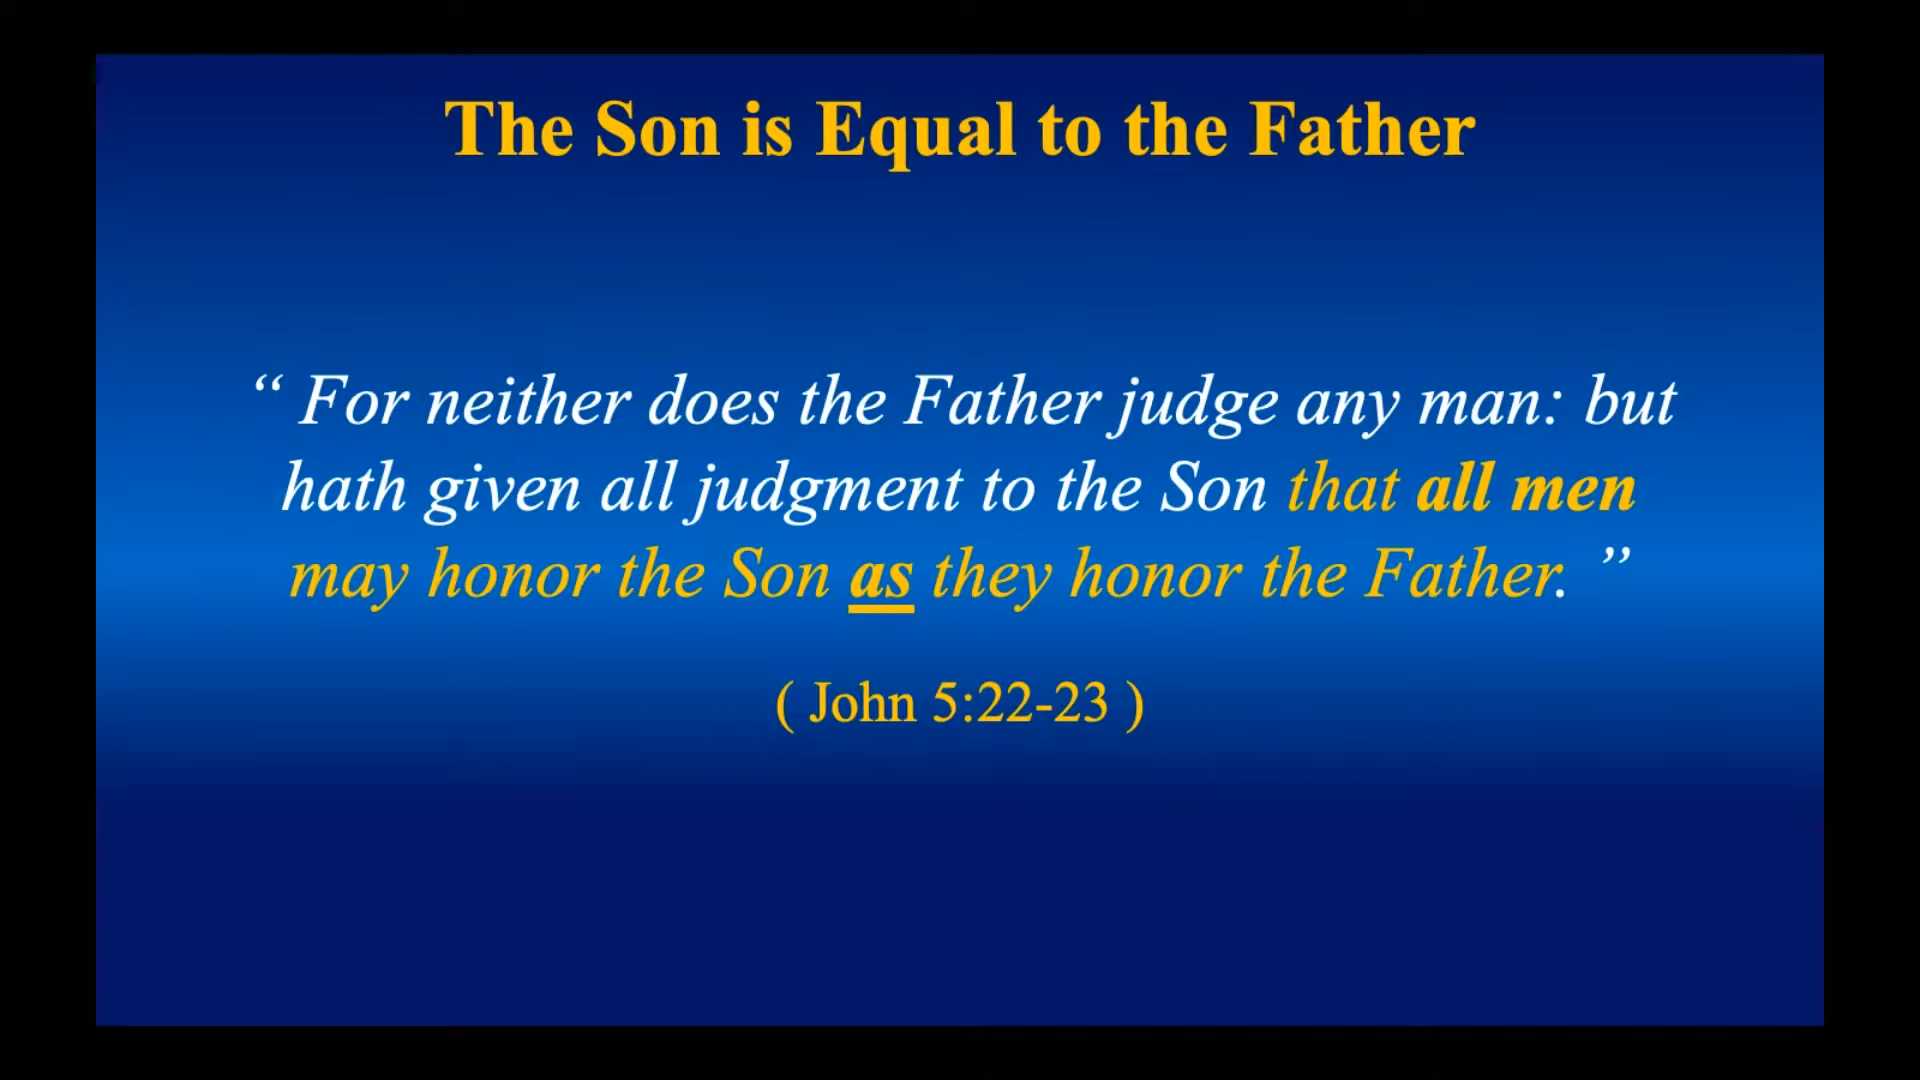 The Son is Equal to the Father
“ For neither does the Father judge any man: but
hath given all judgment to the Son that all men
may honor the Son as they honor the Father. ”
( John 5:22-23 )